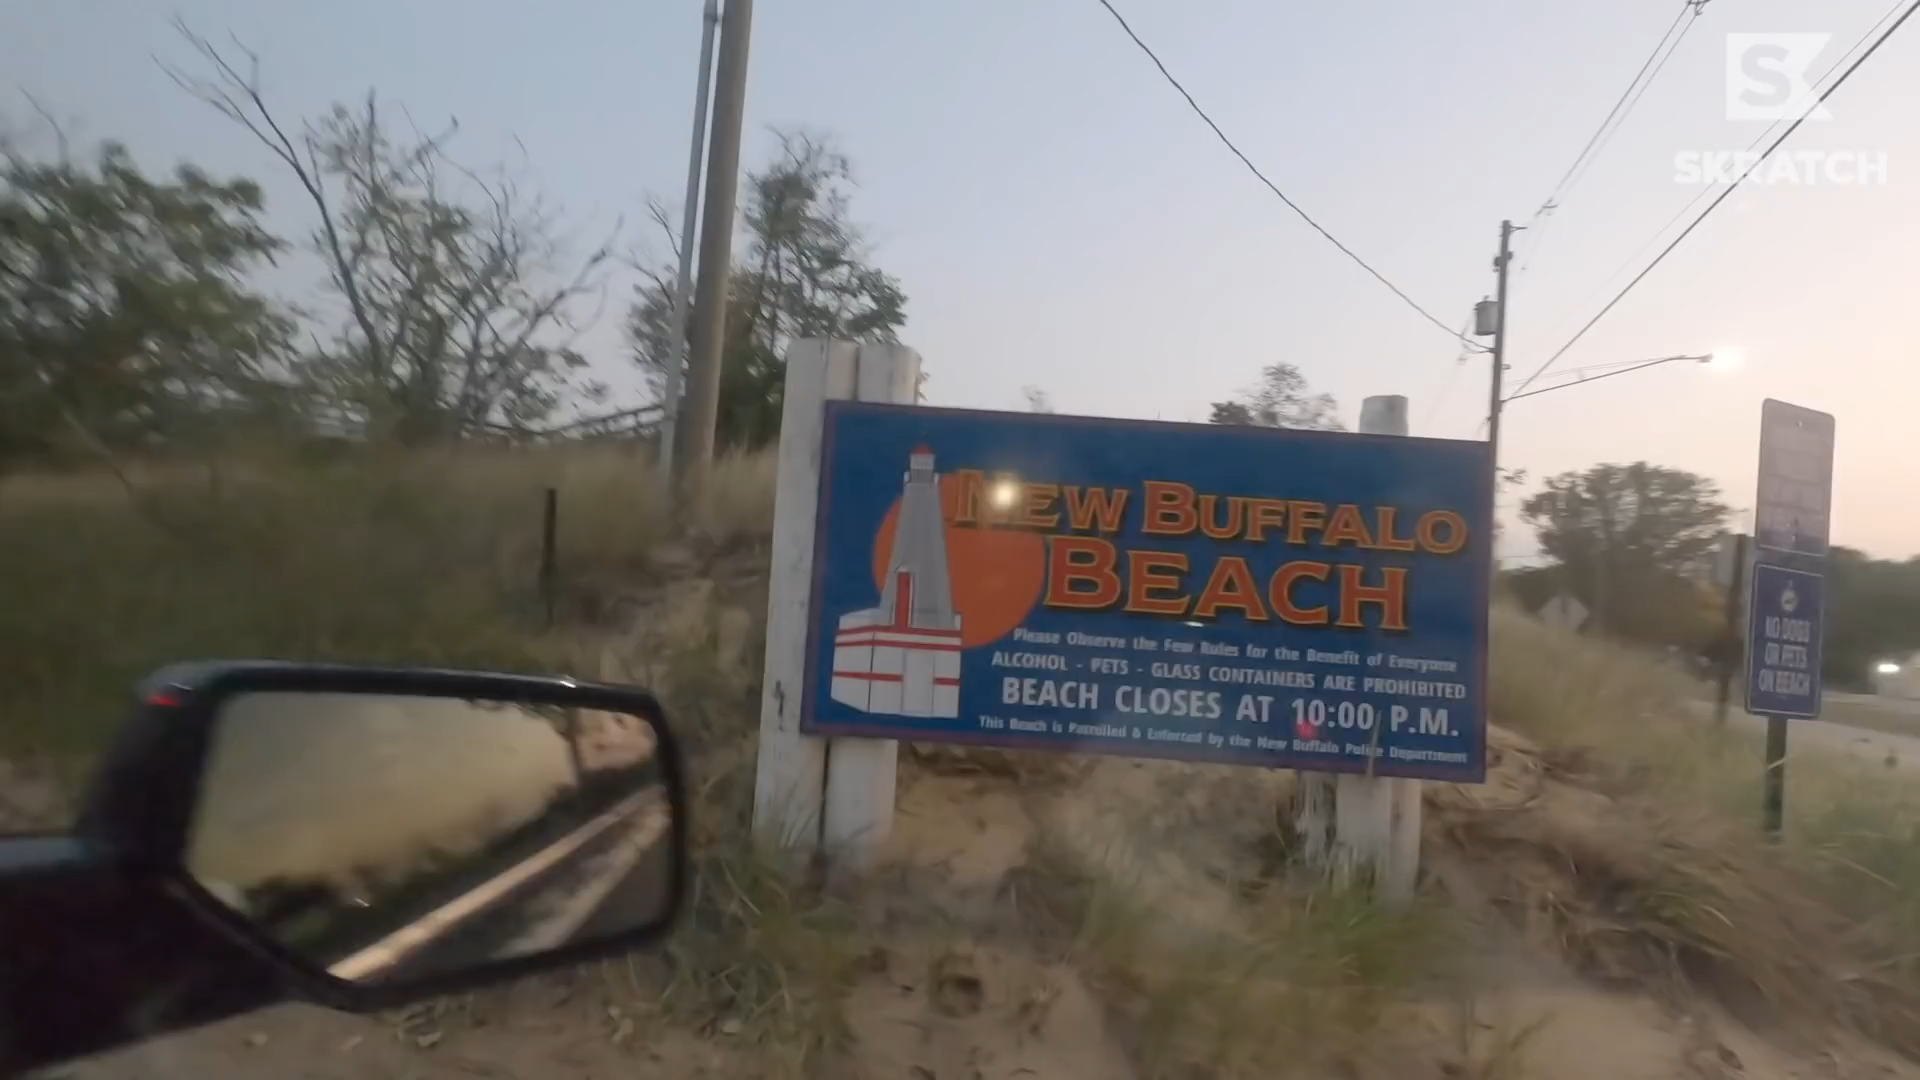 SKRATCH
NEW BUFFALO
BEACH
Please Observe the Few Rules for the Benefit of Everyone
ALCOHOL - PETS - GLASS CONTAINERS ARE PROHIBITED
BEACH CLOSES AT 10:00 P.M.
This Beach is Patrolled & Enforced by the New Buffalo Police Department
NO DOGS
OR PETS
ON BEACH